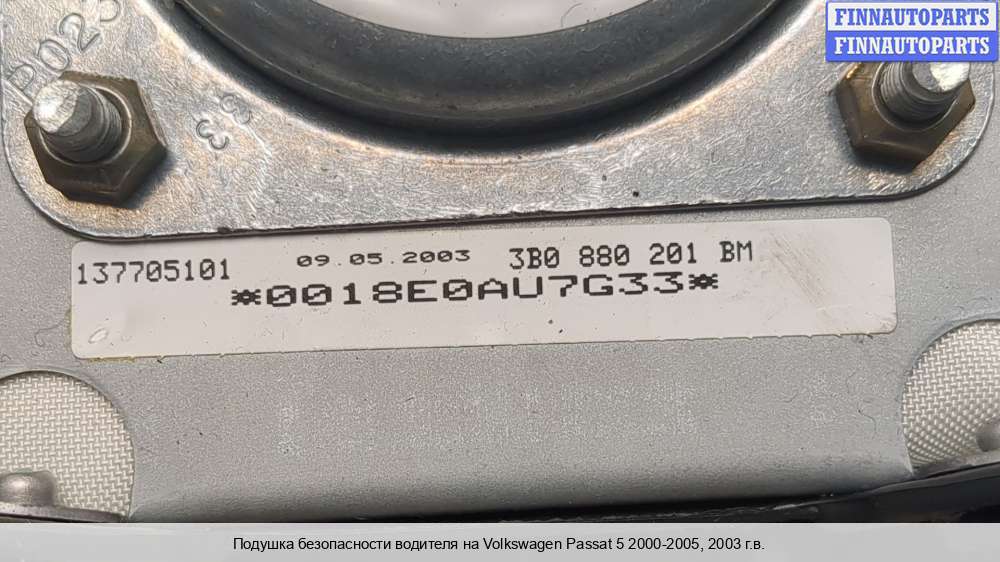 FINNAUTOPARTS
FINNAUTOPARTS
53
137705101 09.05.2003 3B0 880 201 BM
*0018E0AU7G33*
Подушка безопасности водителя на Volkswagen Passat 5 2000-2005, 2003 г.в.